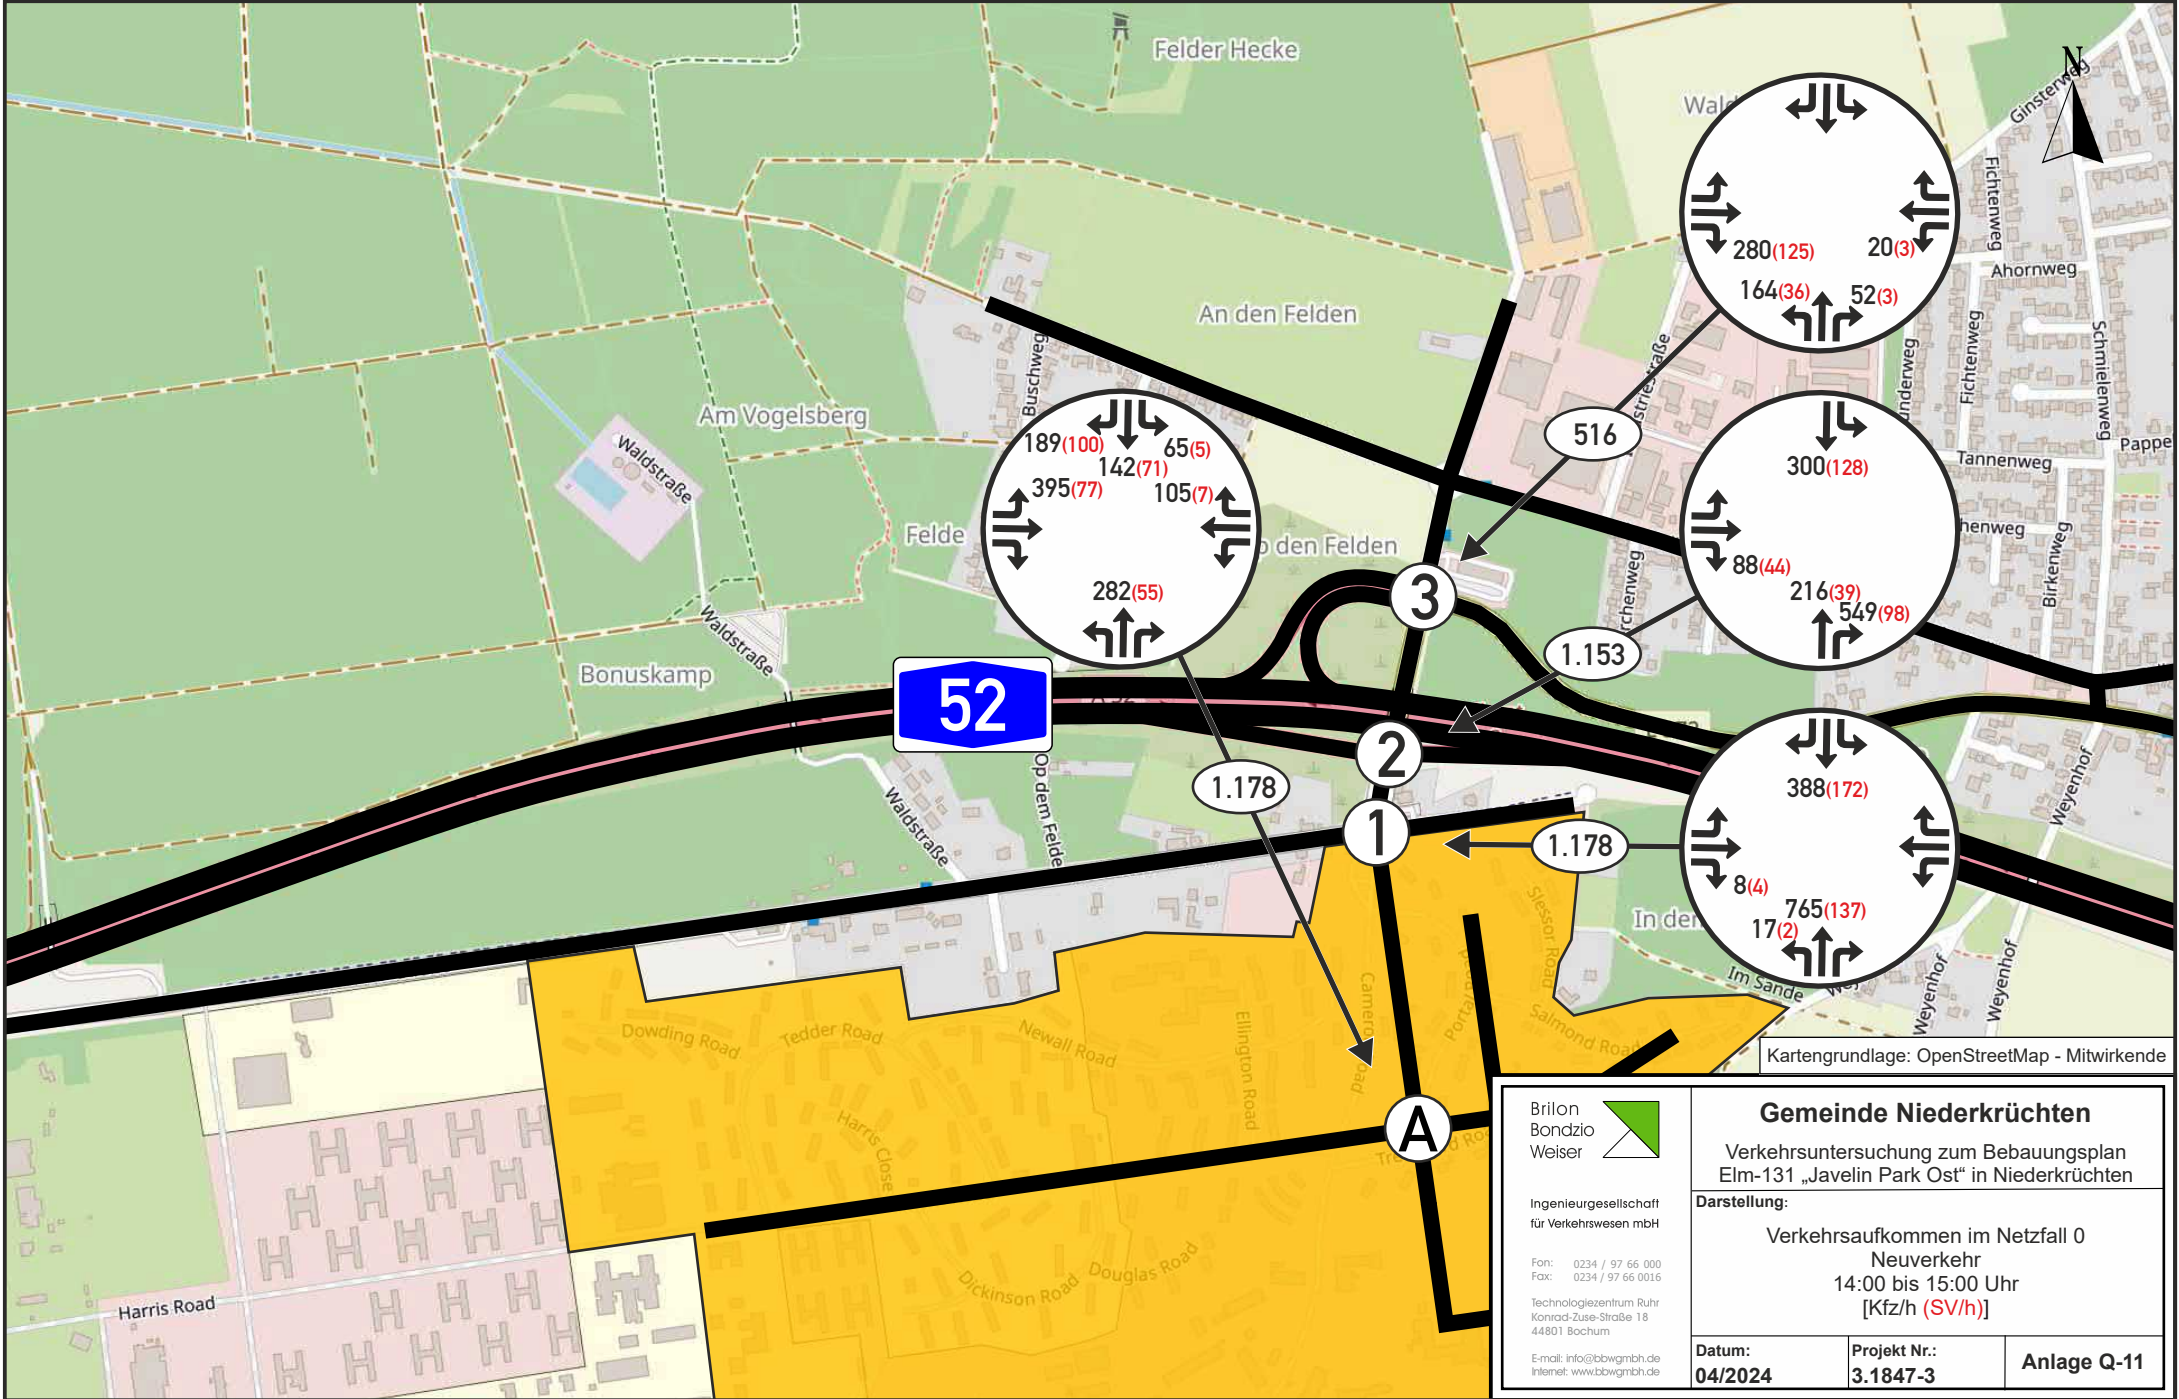 Felder Hecke
N
Ginsterweg
Fichtenweg
280(125)
20(3)
164(36)
52(3)
Ahornweg
An den Felden
Buschweg
Fichtenweg
Schmielenweg
Am Vogelsberg
Waldstraße
189(100)
65(5)
142(71)
395(77)
105(7)
282(55)
516
300(128)
88(44)
216(39)
549(98)
Tannenweg
Birkenweg
Felde
den Felden
3
Waldstraße
Bonuskamp
52
1.153
2
1.178
1
1.178
Op dem Felde
Waldstraße
Weyenhof
388(172)
8(4)
765(137)
17(2)
In den
Im Sande
Weyenhof
Weyenhof
Slessor Road
Salmond Road
Dowding Road
Tedder Road
Newall Road
Ellington Road
Harris Close
Dickinson Road
Douglas Road
Harris Road
A
Kartengrundlage: OpenStreetMap - Mitwirkende
Brilon
Bondzio
Weiser
Ingenieurgesellschaft
für Verkehrswesen mbH
Fon: 0234 / 97 66 000
Fax: 0234 / 97 66 0016
Technologiezentrum Ruhr
Konrad-Zuse-Straße 18
44801 Bochum
E-mail: info@bbwgmbh.de
Internet: www.bbwgmbh.de
Gemeinde Niederkrüchten
Verkehrsuntersuchung zum Bebauungsplan
Elm-131 „Javelin Park Ost“ in Niederkrüchten
Darstellung:
Verkehrsaufkommen im Netzfall 0
Neuverkehr
14:00 bis 15:00 Uhr
[Kfz/h (SV/h)]
Datum:
04/2024
Projekt Nr.:
3.1847-3
Anlage Q-11